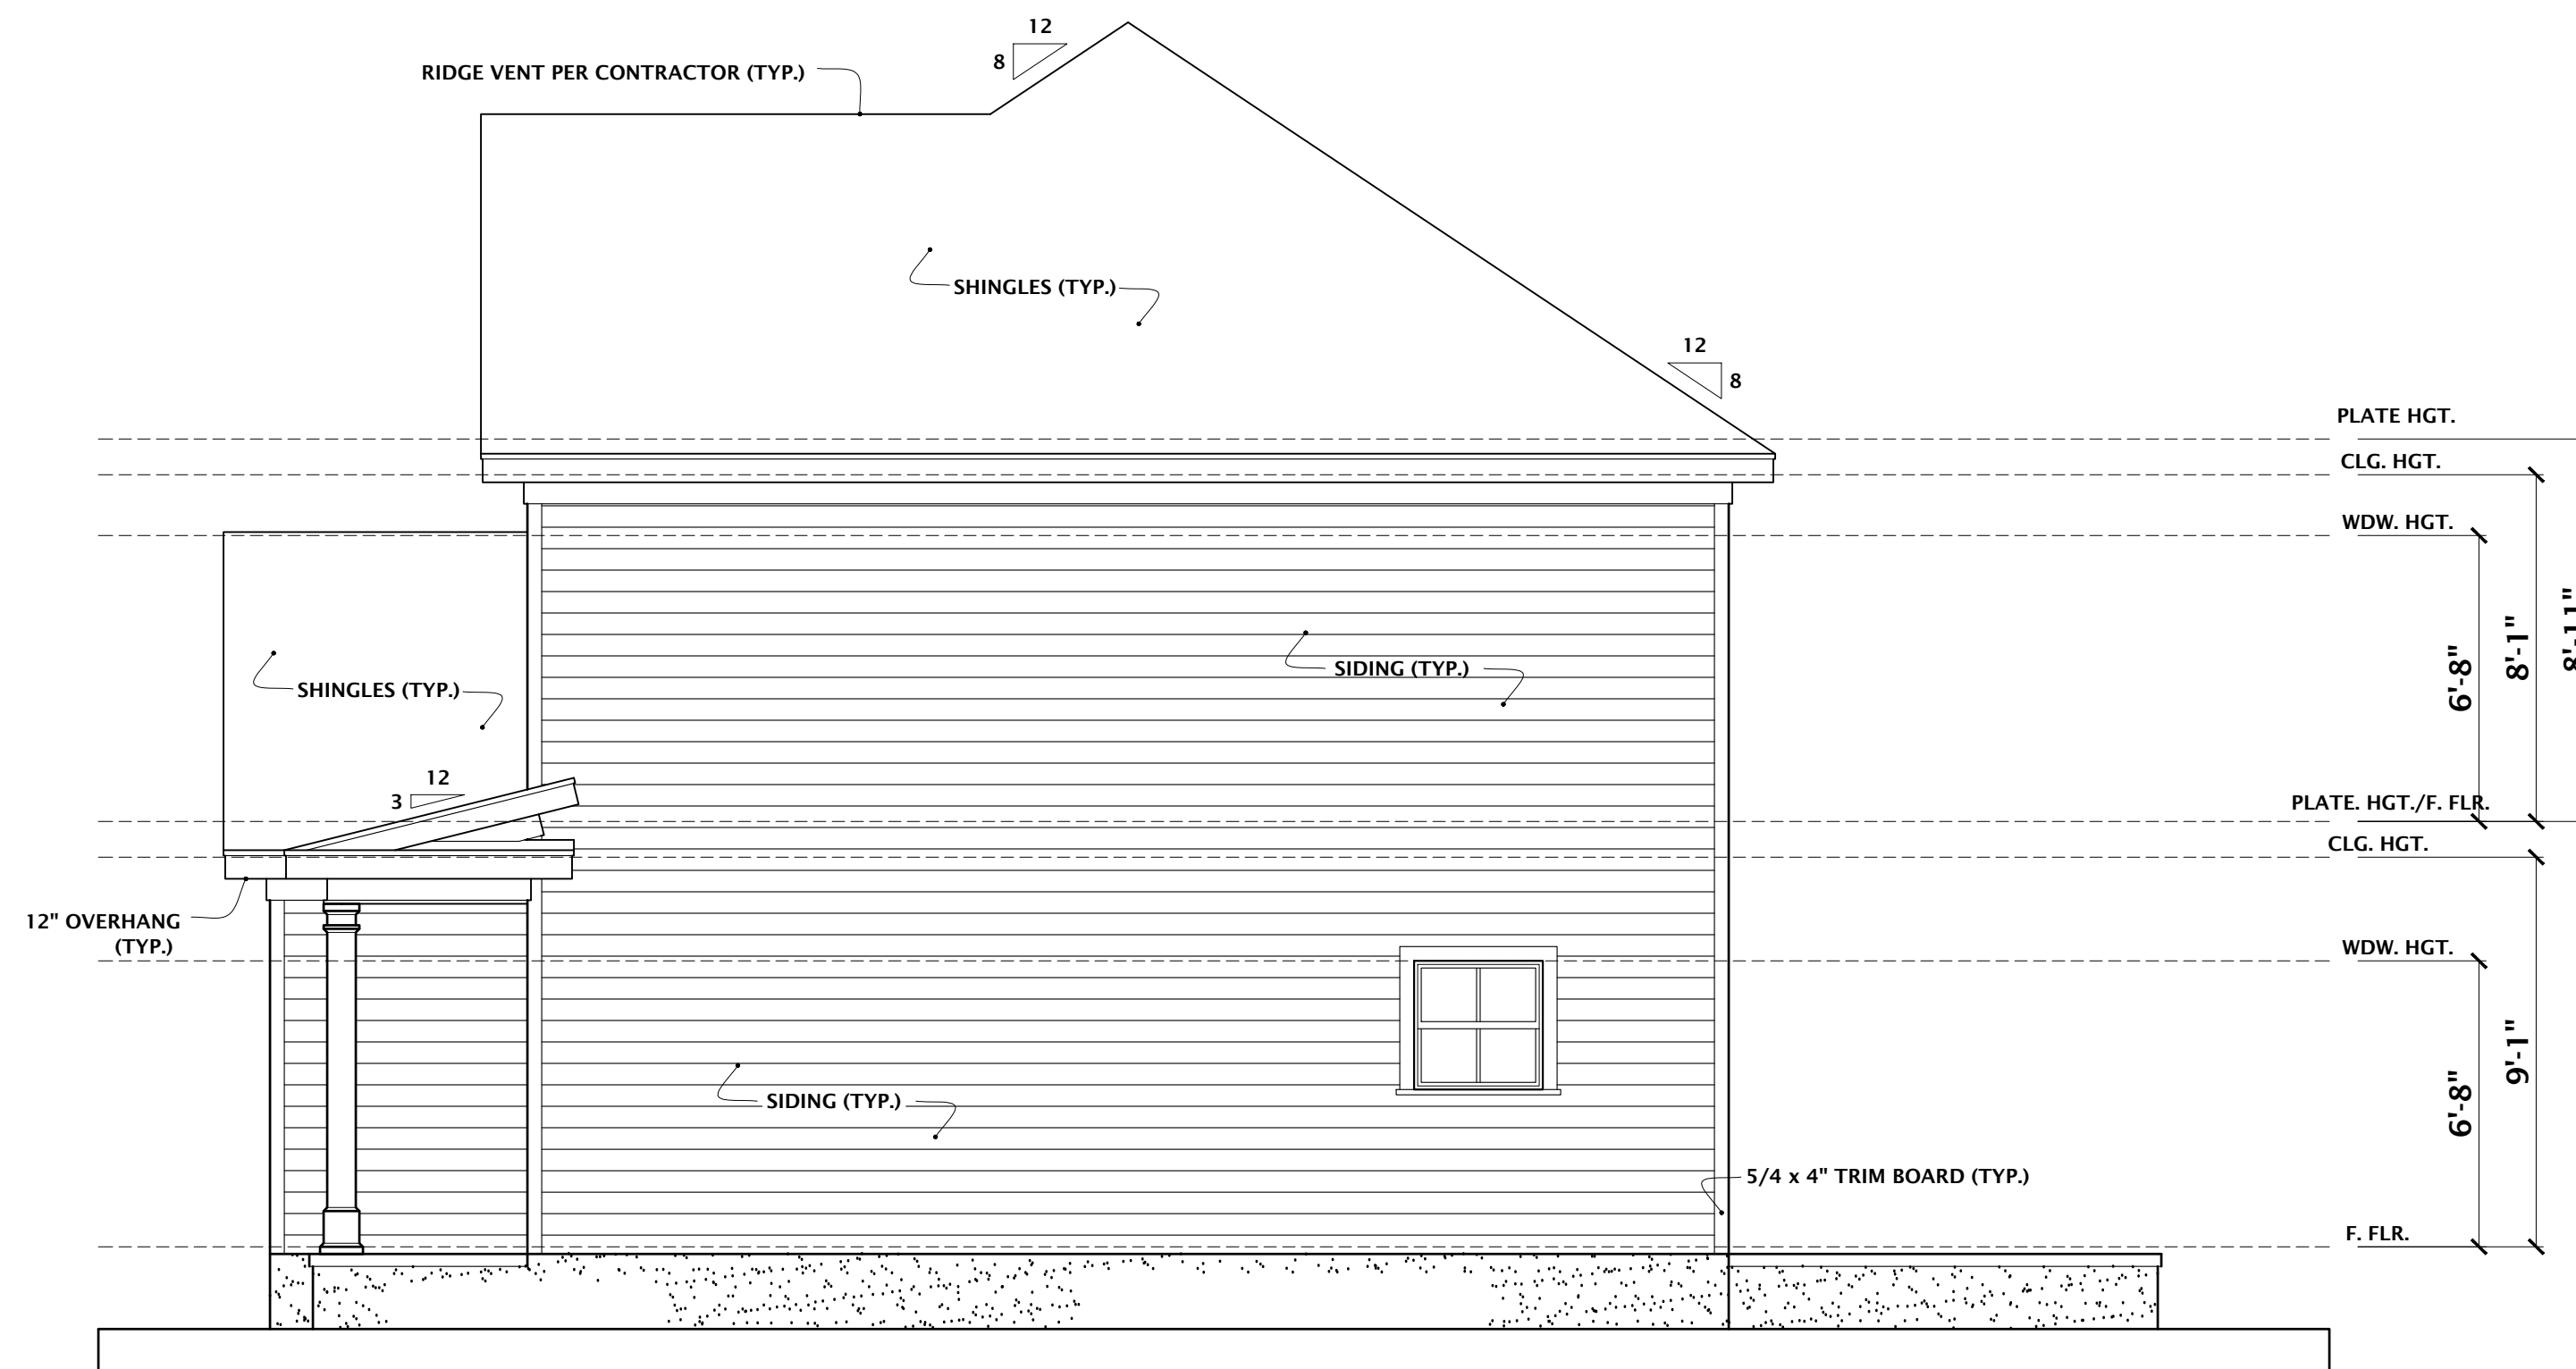 12
8
RIDGE VENT PER CONTRACTOR (TYP.)
SHINGLES (TYP.)
12
8
PLATE HGT.
CLG. HGT.
WDW. HGT.
6'-8"
8'-1"
8'-11"
SIDING (TYP.)
SHINGLES (TYP.)
12
3
PLATE. HGT./F. FLR.
CLG. HGT.
12" OVERHANG
(TYP.)
WDW. HGT.
6'-8"
9'-1"
SIDING (TYP.)
5/4 x 4" TRIM BOARD (TYP.)
F. FLR.